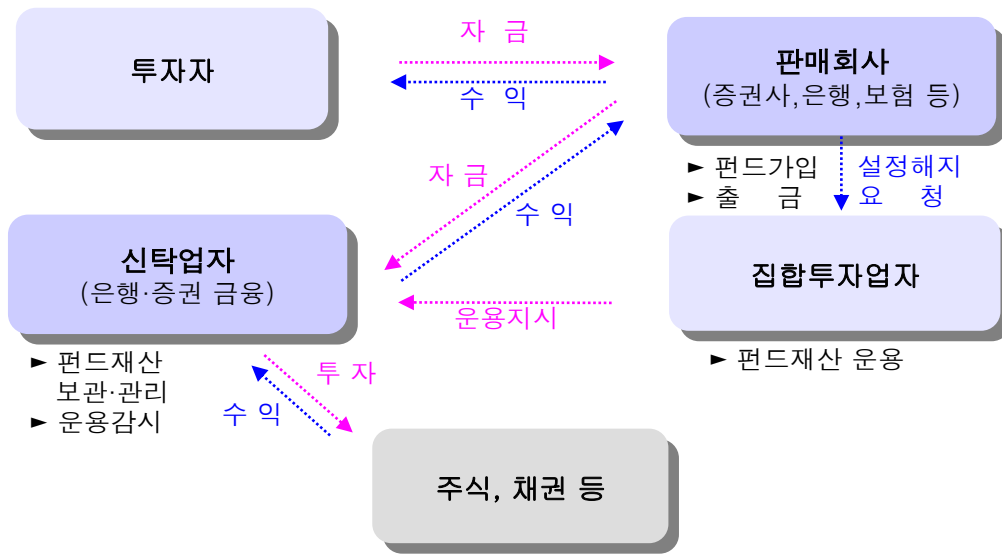 투자자
자 금
수 익
판매회사
(증권사,은행,보험 등)
► 펀드가입
► 출 금
설정해지
요 청
자 금
수 익
신탁업자
(은행·증권 금융)
집합투자업자
운용지시
► 펀드재산
보관·관리
► 운용감시
► 펀드재산 운용
투 자
수 익
주식, 채권 등